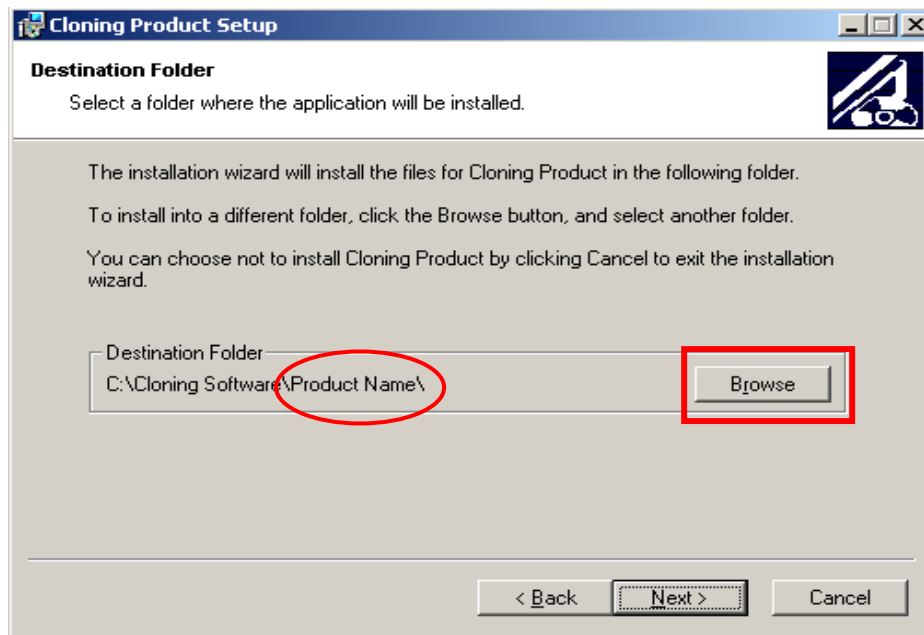 Cloning Product Setup
Destination Folder
Select a folder where the application will be installed.
The installation wizard will install the files for Cloning Product in the following folder.
To install into a different folder, click the Browse button, and select another folder.
You can choose not to install Cloning Product by clicking Cancel to exit the installation
wizard.
Destination Folder
C:\Cloning Software\Product Name\
Browse
< Back
Next >
Cancel